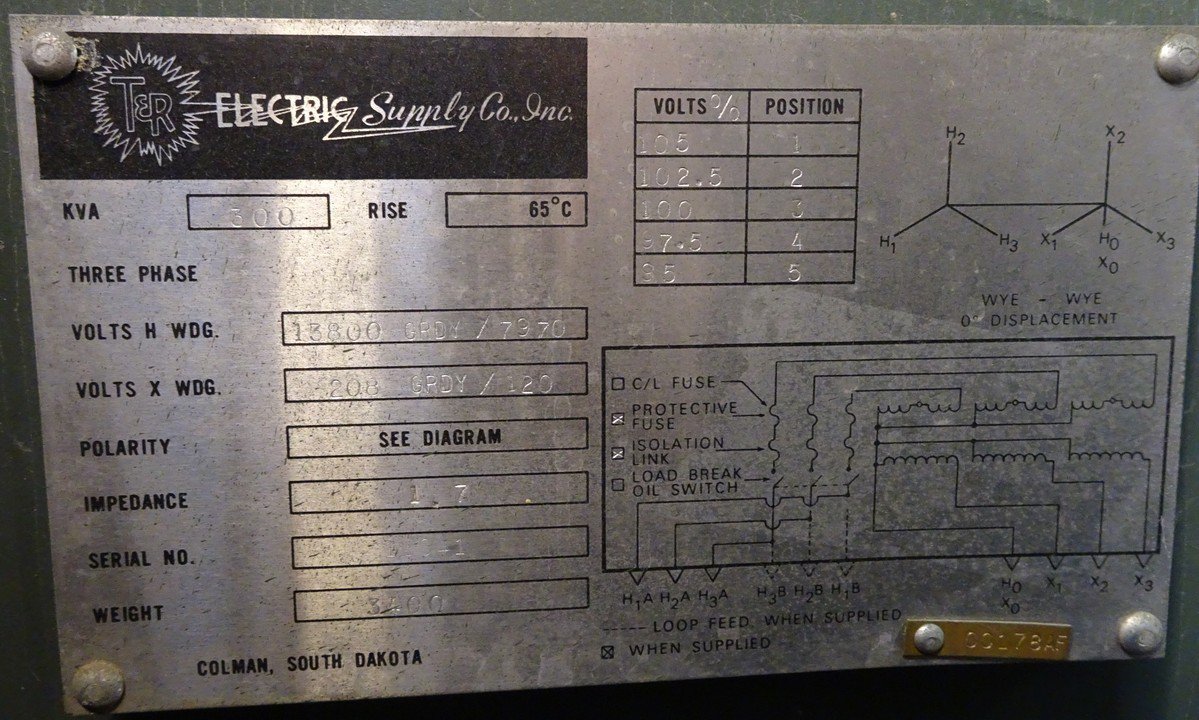 T&R ELECTRIC Supply Co., Inc.
KVA 300 RISE 65°C
THREE PHASE
VOLTS H WDG. 13800 GRDY / 7970
VOLTS X WDG. 208 GRDY / 120
POLARITY SEE DIAGRAM
IMPEDANCE 1.7
SERIAL NO.
WEIGHT 3400
COLMAN, SOUTH DAKOTA
VOLTS % POSITION
105 1
102.5 2
100 3
97.5 4
95 5
H2 X2
H1 H3 X1 H0 X3
X0
WYE - WYE
0° DISPLACEMENT
C/L FUSE
PROTECTIVE
FUSE
ISOLATION
LINK
LOAD BREAK
OIL SWITCH
H1A H2A H3A H3B H2B H1B H0 X1 X2 X3
X0
----- LOOP FEED WHEN SUPPLIED
☒ WHEN SUPPLIED
CC178AF